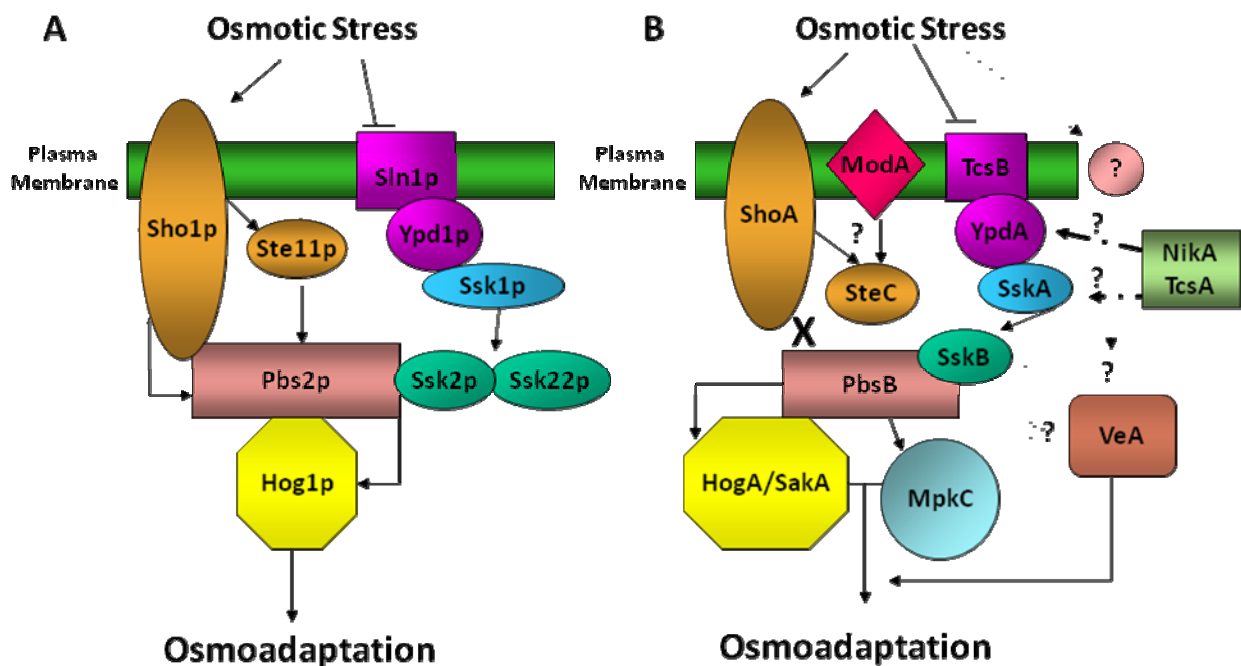 A
Osmotic Stress
Plasma
Membrane
Sln1p
Sho1p
Ypd1p
Ste11p
Ssk1p
Pbs2p
Ssk2p
Ssk22p
Hog1p
Osmoadaptation
B
Osmotic Stress
Plasma
Membrane
ModA
TcsB
?
ShoA
YpdA
?
?
NikA
TcsA
SteC
SskA
?
X
SskB
PbsB
?
VeA
?
HogA/SakA
MpkC
Osmoadaptation